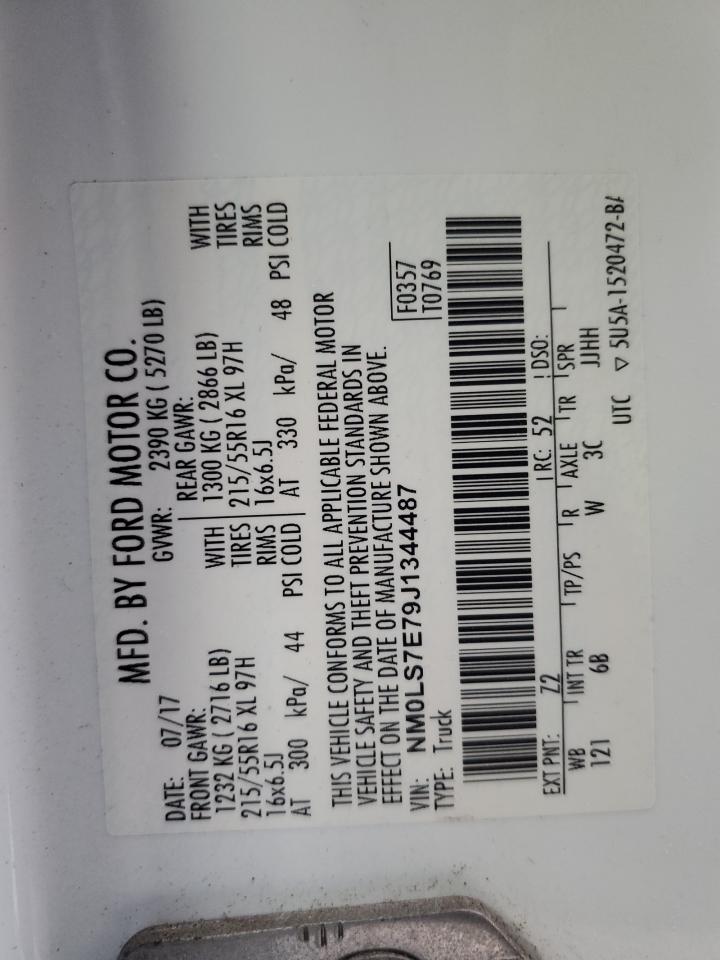 MFD. BY FORD MOTOR CO.
DATE: 07/17 GVWR: 2390 KG ( 5270 LB)
FRONT GAWR: REAR GAWR:
1232 KG ( 2716 LB) WITH 1300 KG ( 2866 LB) WITH
215/55R16 XL 97H TIRES 215/55R16 XL 97H TIRES
16x6.5J RIMS 16x6.5J RIMS
AT 300 kPa/ 44 PSI COLD AT 330 kPa/ 48 PSI COLD
THIS VEHICLE CONFORMS TO ALL APPLICABLE FEDERAL MOTOR
VEHICLE SAFETY AND THEFT PREVENTION STANDARDS IN
EFFECT ON THE DATE OF MANUFACTURE SHOWN ABOVE.
VIN: NM0LS7E79J1344487 F0357
TYPE: Truck T0769
EXT PNT: Z2 RC: 52 DSO:
WB INT TR TP/PS R AXLE TR SPR
121 6B W 3C JJHH
UTC ▽ 5U5A-1520472-BA